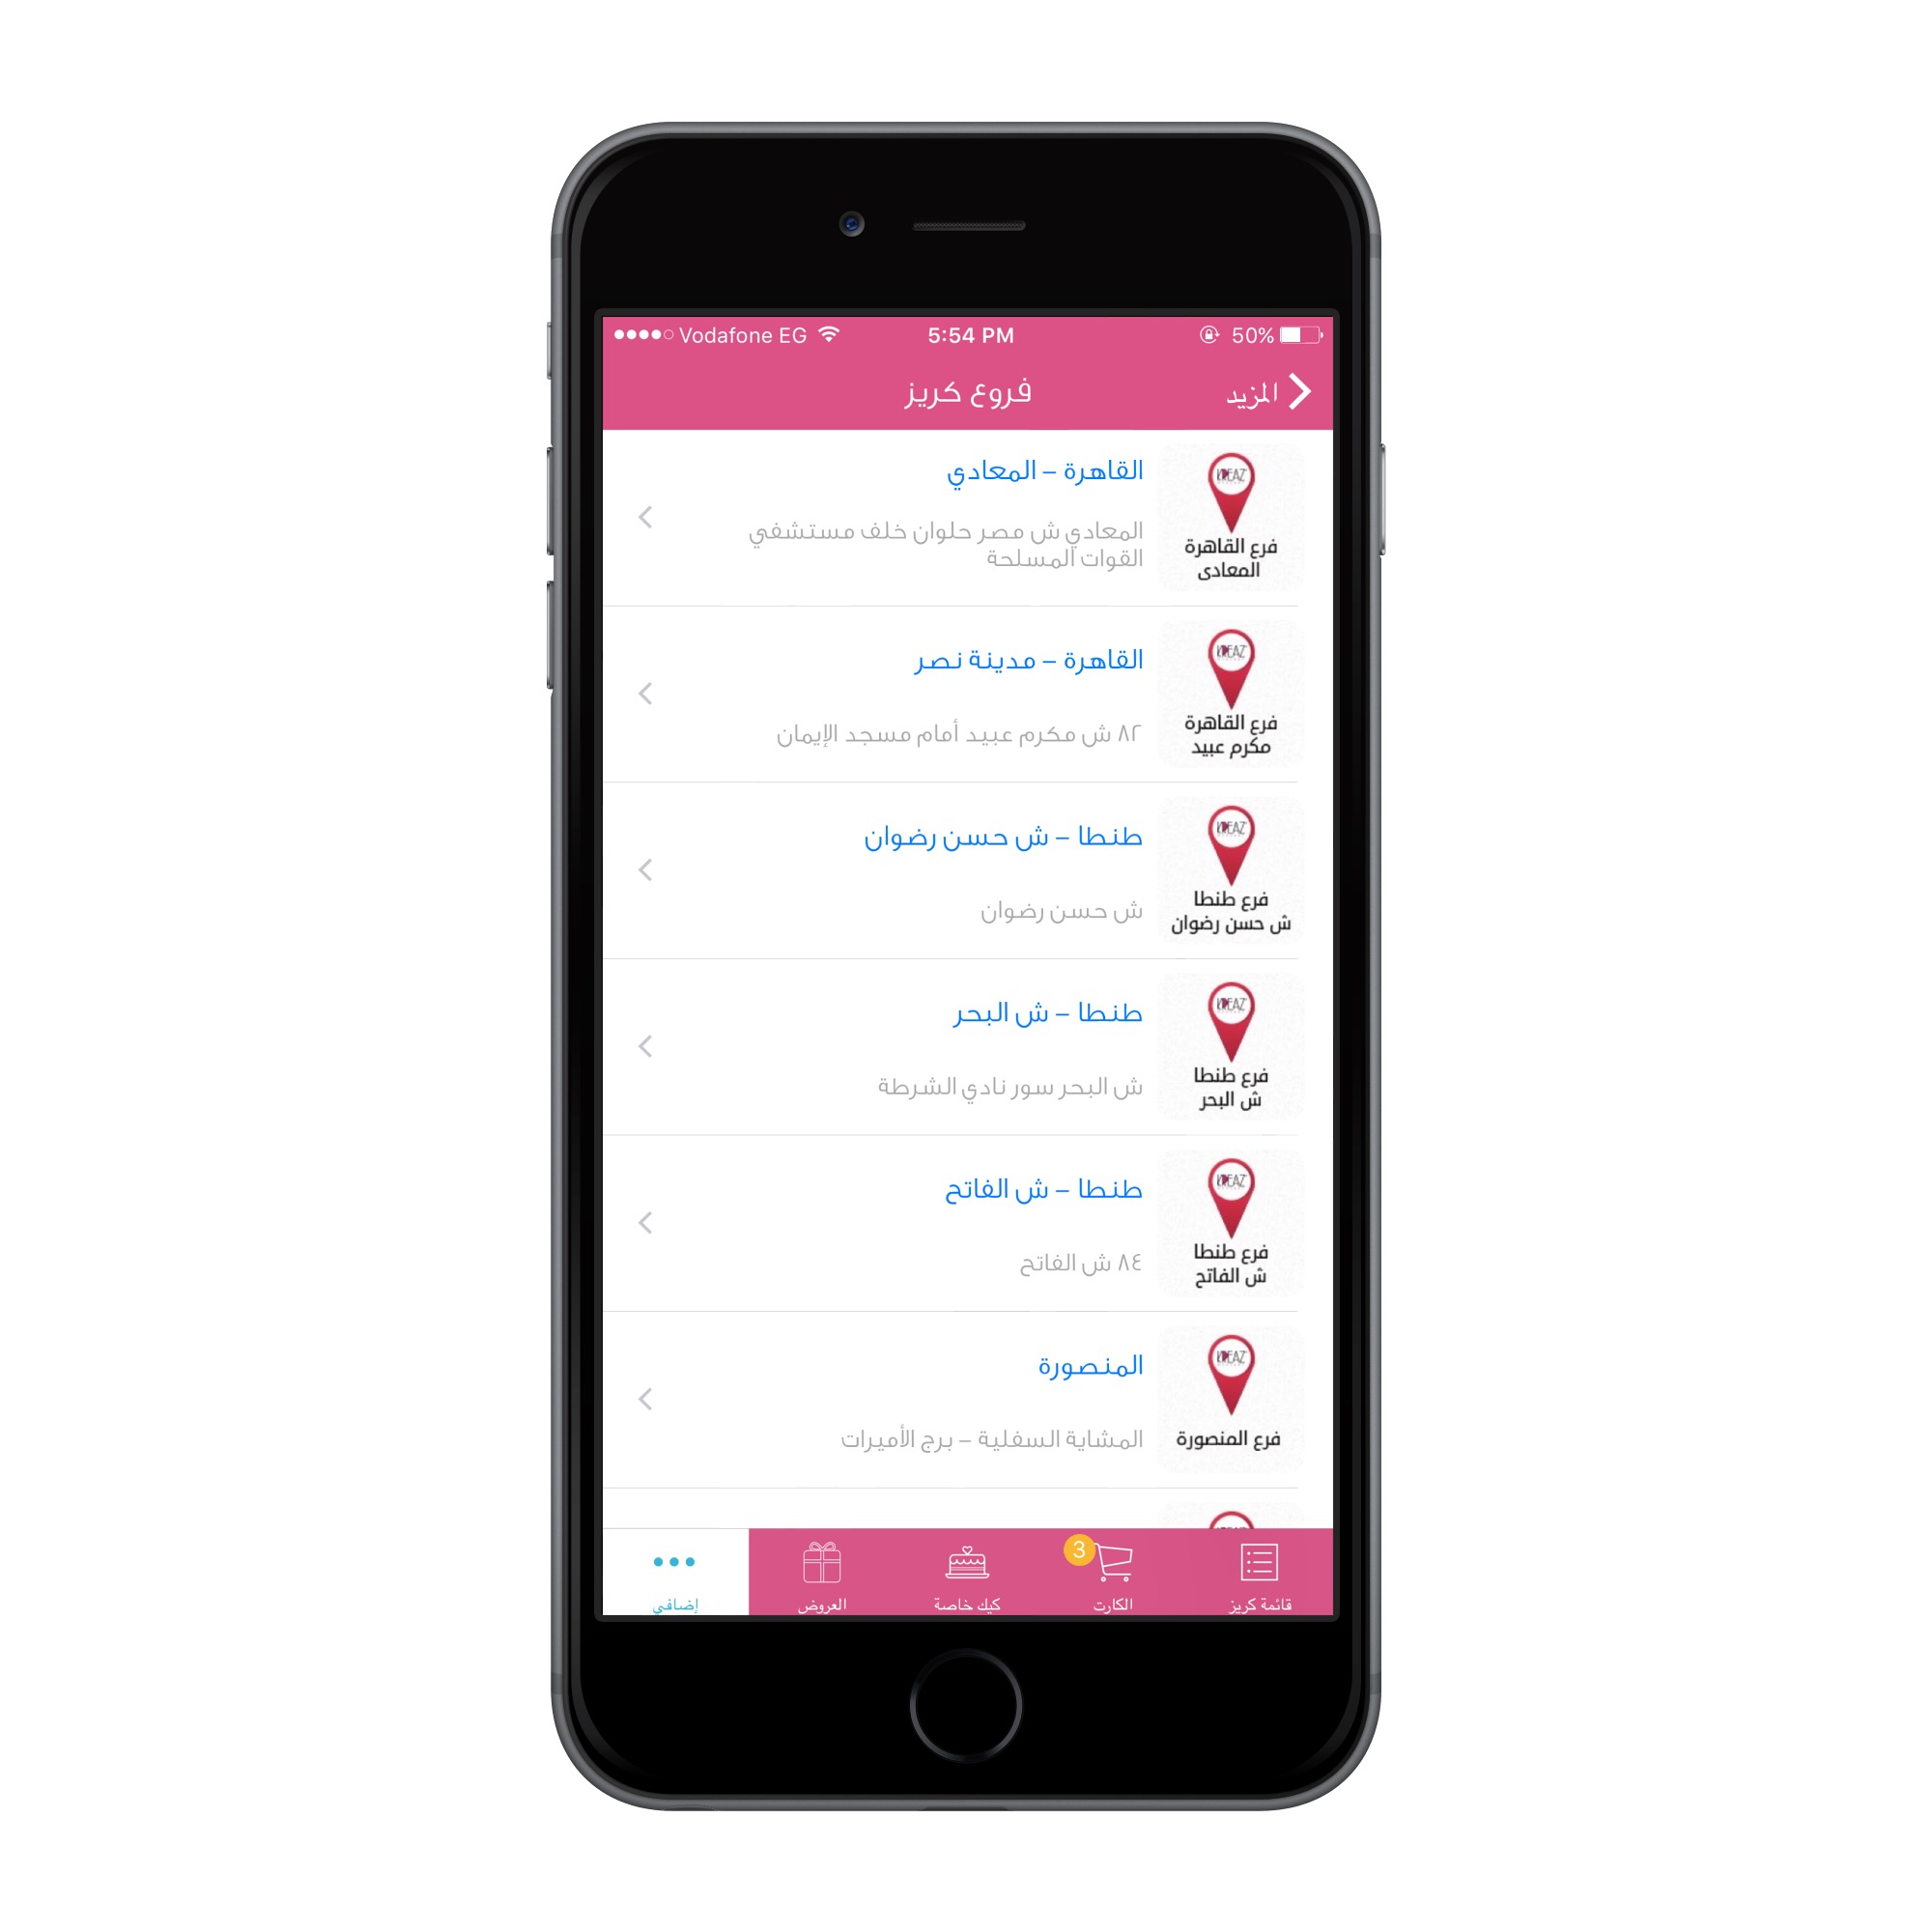 Vodafone EG
5:54 PM
50%
المزيد
فروع كريز
القاهرة – المعادي
المعادي ش مصر حلوان خلف مستشفي
القوات المسلحة
فرع القاهرة
المعادى
القاهرة – مدينة نصر
٨٢ ش مكرم عبيد أمام مسجد الإيمان
فرع القاهرة
مكرم عبيد
طنطا – ش حسن رضوان
ش حسن رضوان
فرع طنطا
ش حسن رضوان
طنطا – ش البحر
ش البحر سور نادي الشرطة
فرع طنطا
ش البحر
طنطا – ش الفاتح
٨٤ ش الفاتح
فرع طنطا
ش الفاتح
المنصورة
المشاية السفلية – برج الأميرات
فرع المنصورة
قائمة كريز
3
الكارت
كيك خاصة
العروض
إضافي